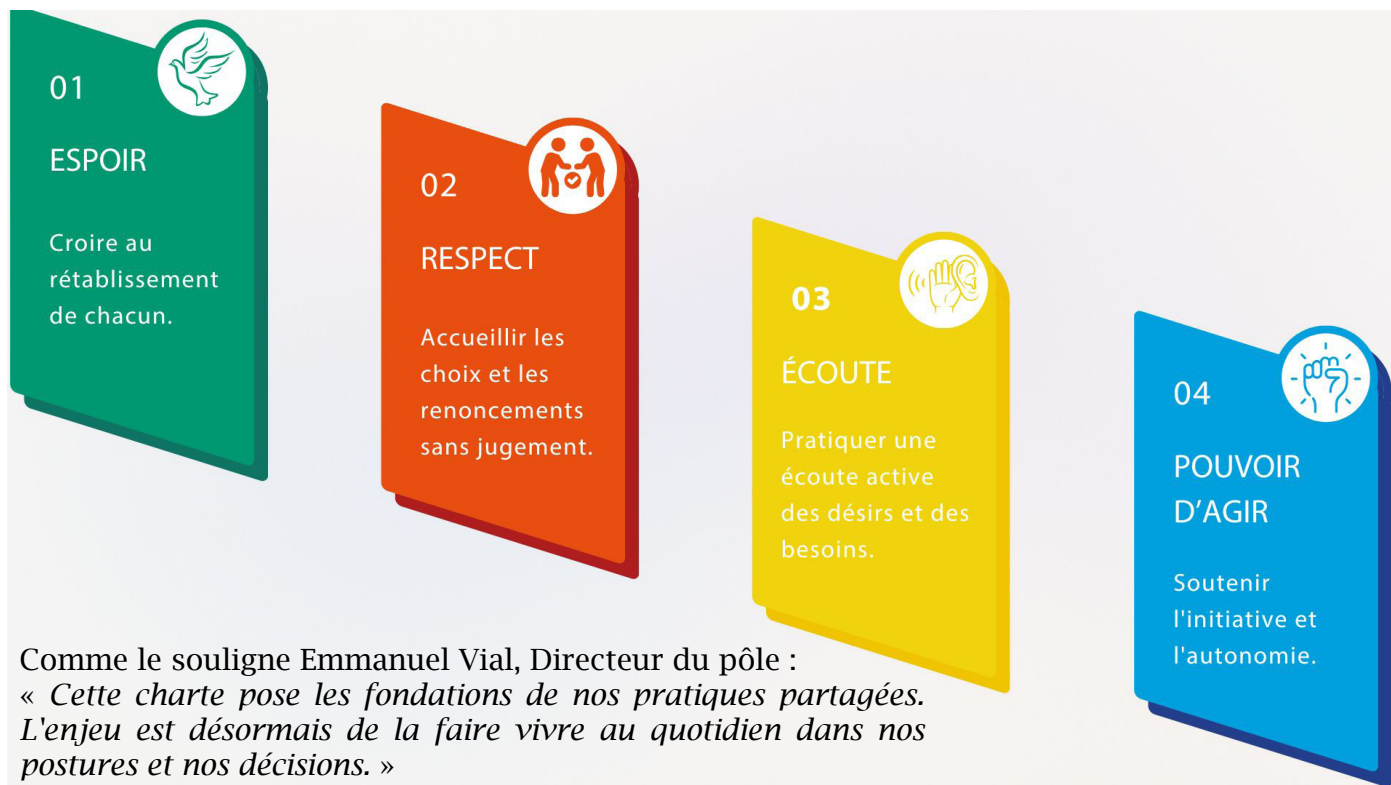 01
ESPOIR
Croire au
rétablissement
de chacun.
02
RESPECT
Accueillir les
choix et les
renoncements
sans jugement.
03
ÉCOUTE
Pratiquer une
écoute active
des désirs et des
besoins.
04
POUVOIR
D’AGIR
Soutenir
l'initiative et
l'autonomie.
Comme le souligne Emmanuel Vial, Directeur du pôle :
« Cette charte pose les fondations de nos pratiques partagées.
L'enjeu est désormais de la faire vivre au quotidien dans nos
postures et nos décisions. »